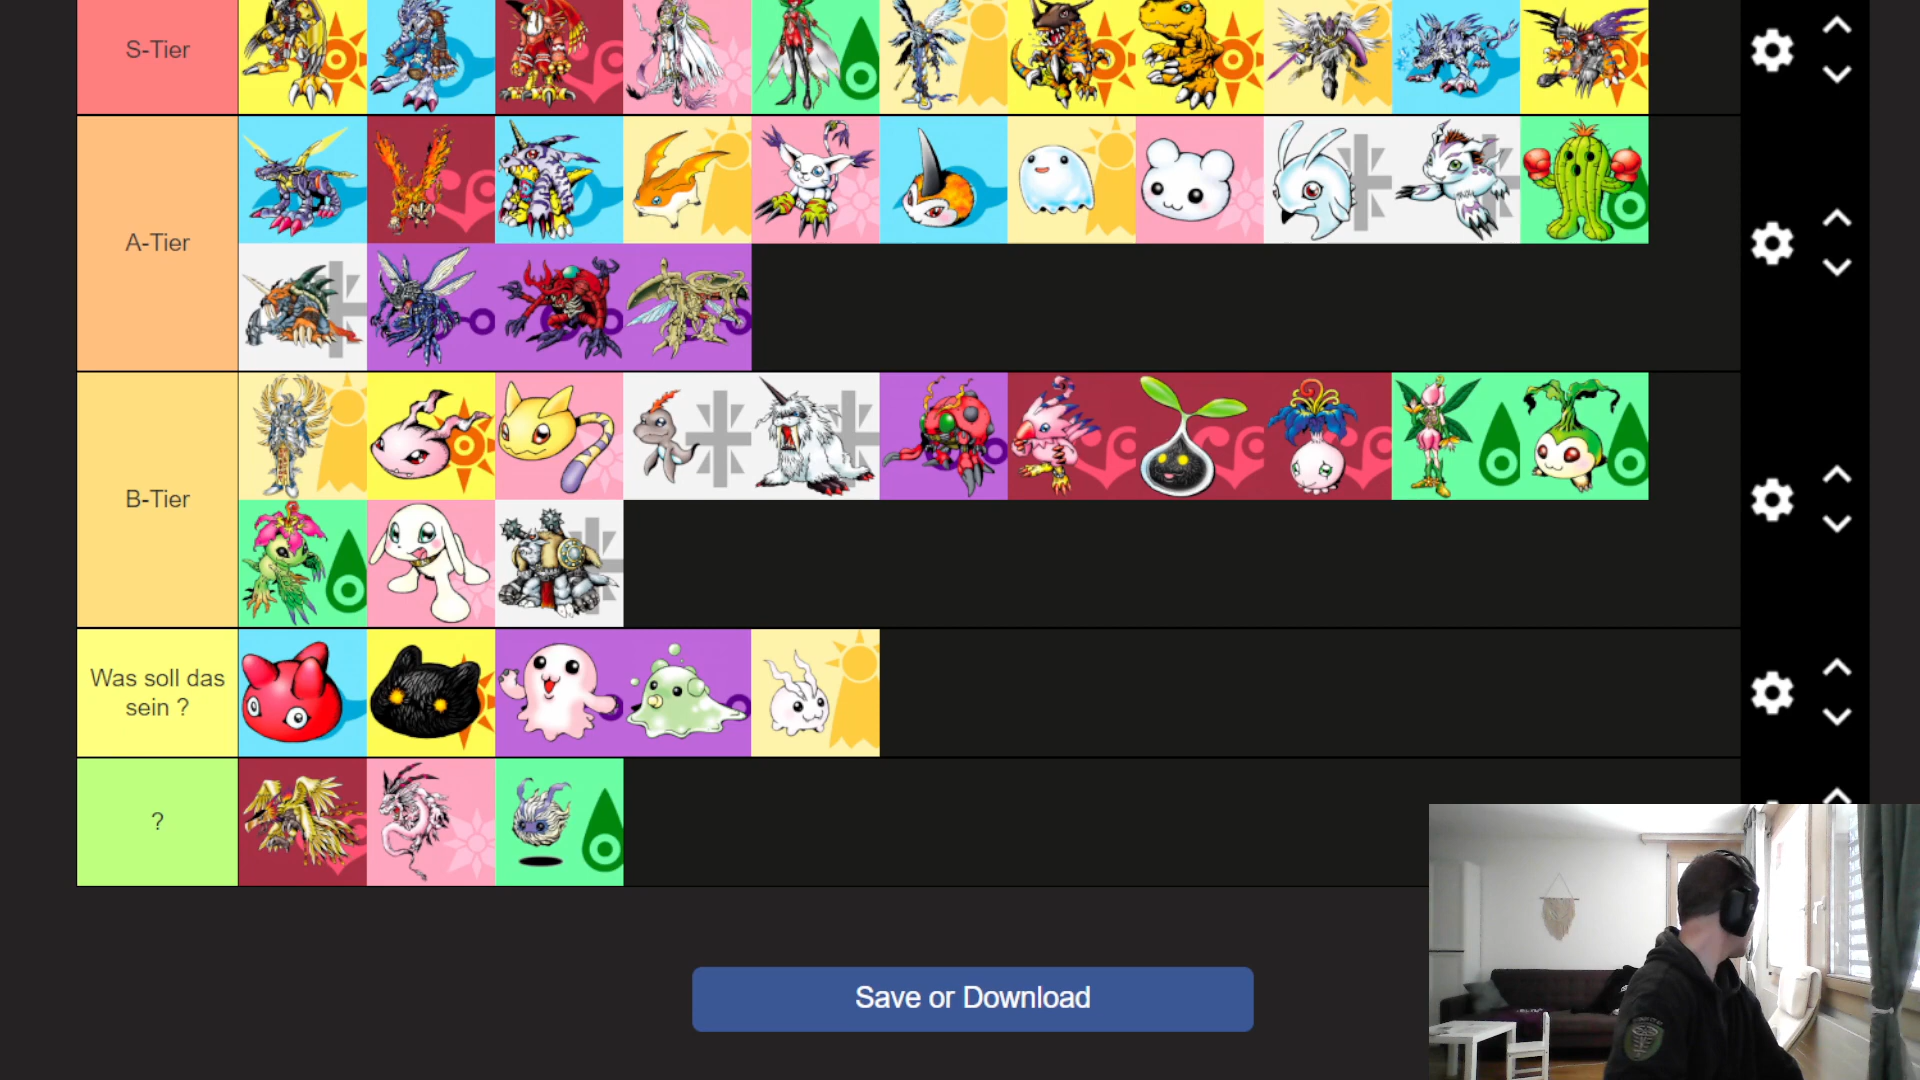 S-Tier
A-Tier
B-Tier
Was soll das
sein ?
?
Save or Download